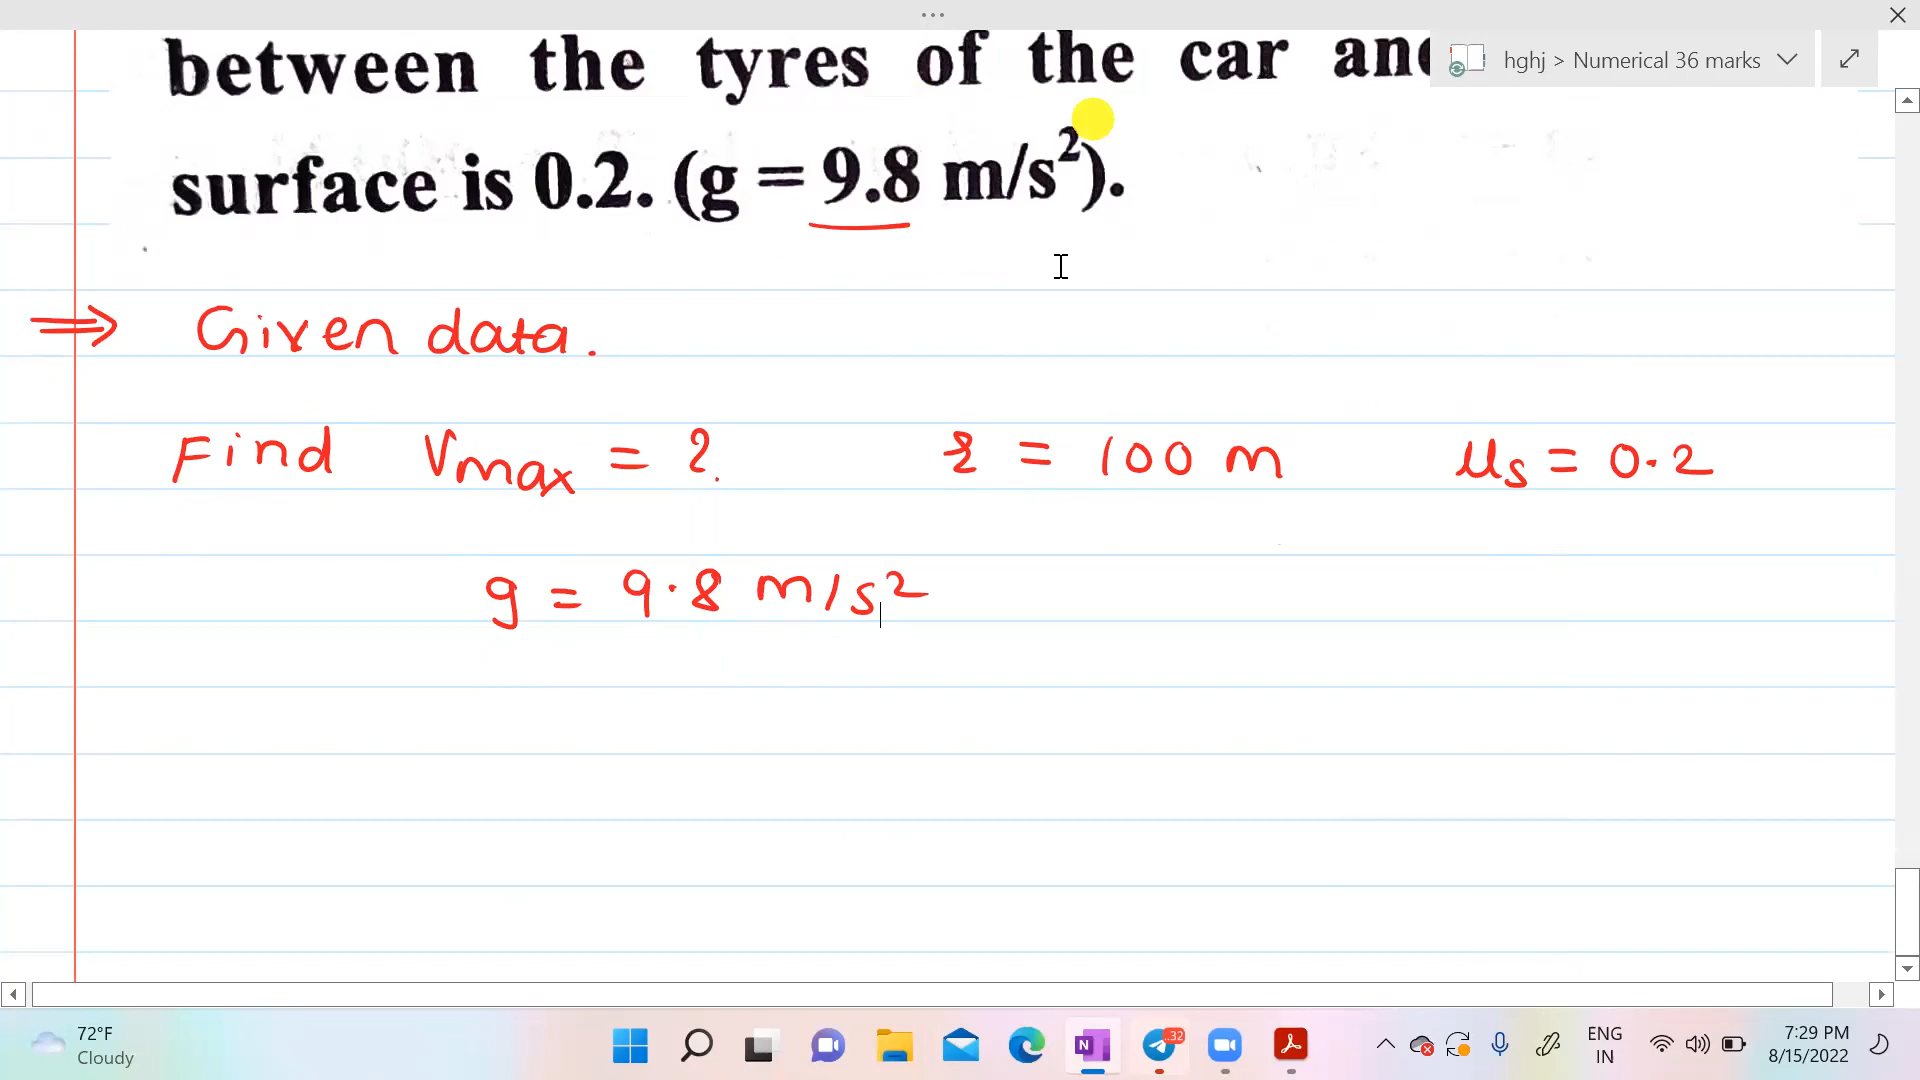 between the tyres of the car and
hghj > Numerical 36 marks
surface is 0.2. (g = 9.8 m/s²).
⇒ Given data.
Find Vmax = ? r = 100 m μs = 0.2
g = 9.8 m/s²
72°F
Cloudy
N
..32
ENG
IN
7:29 PM
8/15/2022